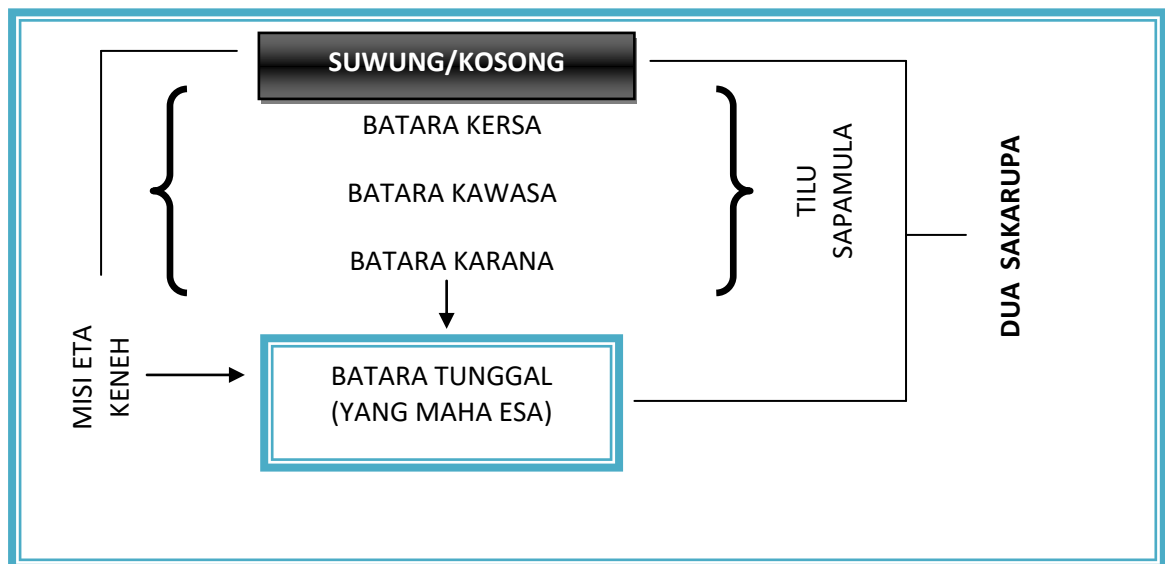 SUWUNG/KOSONG
BATARA KERSA
BATARA KAWASA
BATARA KARANA
BATARA TUNGGAL
(YANG MAHA ESA)
MISI ETA
KENEH
TILU
SAPAMULA
DUA SAKARUPA